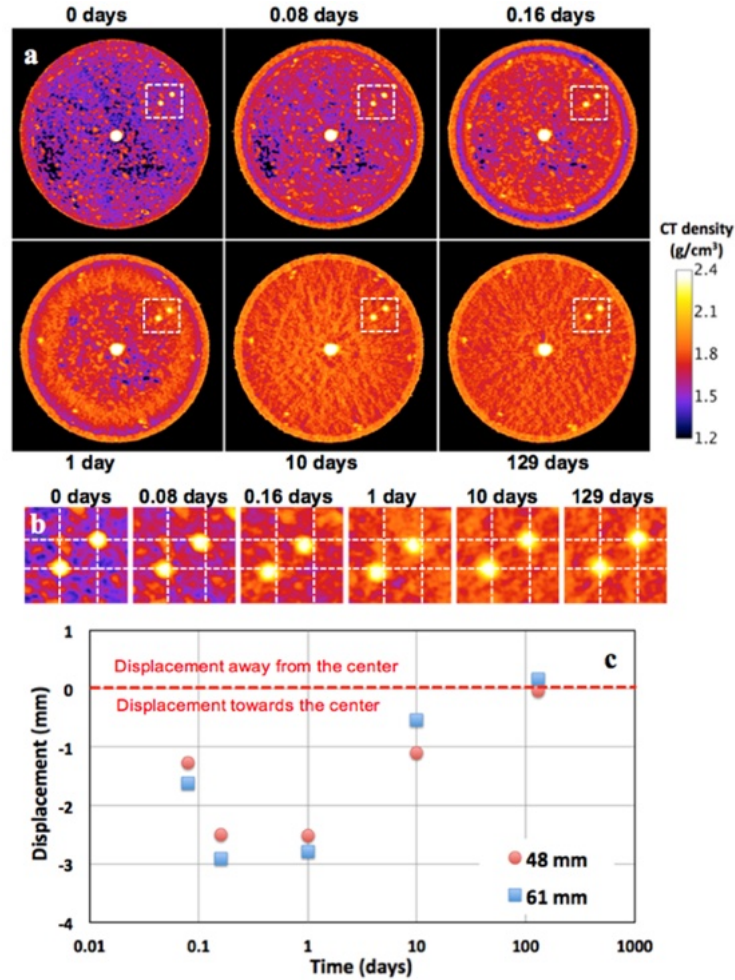 0 days 0.08 days 0.16 days
a
CT density
(g/cm³)
2.4
2.1
1.8
1.5
1.2
1 day 10 days 129 days
0 days 0.08 days 0.16 days 1 day 10 days 129 days
b
1
Displacement away from the center
c
0
Displacement towards the center
-1
-2
-3
-4
Displacement (mm)
48 mm
61 mm
0.01 0.1 1 10 100 1000
Time (days)